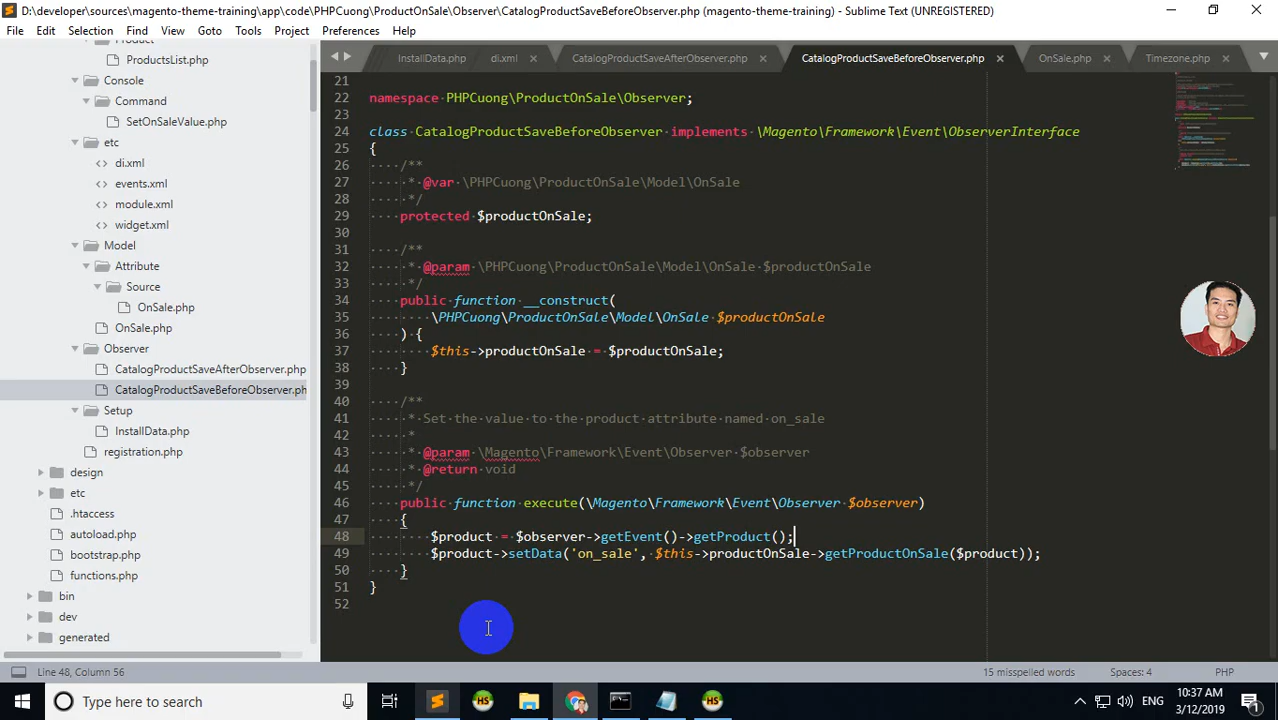 D:\developer\sources\magento-theme-training\app\code\PHPCuong\ProductOnSale\Observer\CatalogProductSaveBeforeObserver.php (magento-theme-training) - Sublime Text (UNREGISTERED)
File Edit Selection Find View Goto Tools Project Preferences Help
InstallData.php di.xml CatalogProductSaveAfterObserver.php CatalogProductSaveBeforeObserver.php OnSale.php Timezone.php
Product
ProductsList.php
Console
Command
SetOnSaleValue.php
etc
di.xml
events.xml
module.xml
widget.xml
Model
Attribute
Source
OnSale.php
OnSale.php
Observer
CatalogProductSaveAfterObserver.php
CatalogProductSaveBeforeObserver.ph
Setup
InstallData.php
registration.php
design
etc
.htaccess
autoload.php
bootstrap.php
functions.php
bin
dev
generated
21
22 namespace PHPCuong\ProductOnSale\Observer;
23
24 class CatalogProductSaveBeforeObserver implements \Magento\Framework\Event\ObserverInterface
25 {
26 /**
27 * @var \PHPCuong\ProductOnSale\Model\OnSale
28 */
29 protected $productOnSale;
30
31 /**
32 * @param \PHPCuong\ProductOnSale\Model\OnSale $productOnSale
33 */
34 public function __construct(
35 \PHPCuong\ProductOnSale\Model\OnSale $productOnSale
36 ) {
37 $this->productOnSale = $productOnSale;
38 }
39
40 /**
41 * Set the value to the product attribute named on_sale
42 *
43 * @param \Magento\Framework\Event\Observer $observer
44 * @return void
45 */
46 public function execute(\Magento\Framework\Event\Observer $observer)
47 {
48 $product = $observer->getEvent()->getProduct();
49 $product->setData('on_sale', $this->productOnSale->getProductOnSale($product));
50 }
51 }
52
Line 48, Column 56 15 misspelled words Spaces: 4 PHP
Type here to search HS HS ENG 10:37 AM
3/12/2019 1